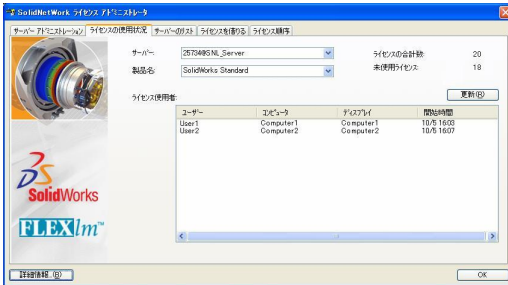 SolidNetWork ライセンス アドミニストレータ
サーバー アドミニストレーション ライセンスの使用状況 サーバーのリスト ライセンスを借りる ライセンス順序
サーバー: 25734@SNL_Server ライセンスの合計数: 20
製品名: SolidWorks Standard 未使用ライセンス: 18
ライセンス使用者: 更新(R)
ユーザー コンピュータ ディスプレイ 開始時間
User1 Computer1 Computer1 10/5 16:03
User2 Computer2 Computer2 10/5 16:07
SolidWorks
FLEXlm™
詳細情報...(B) OK